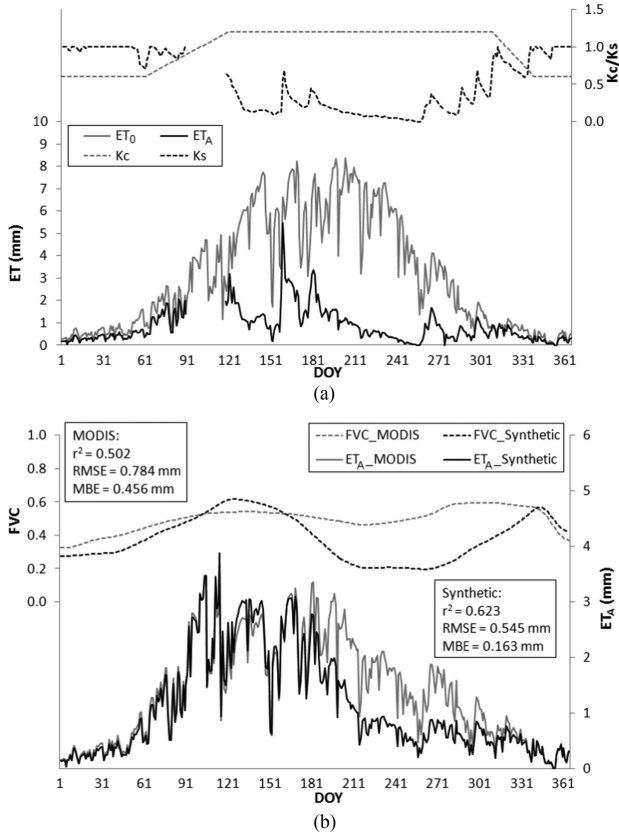 1.5
1.0
0.5
0.0
Kc/Ks
10
9
8
7
6
5
4
3
2
1
0
ET (mm)
ET0 ETA
Kc Ks
1 31 61 91 121 151 181 211 241 271 301 331 361
DOY
(a)
MODIS:
r² = 0.502
RMSE = 0.784 mm
MBE = 0.456 mm
FVC_MODIS FVC_Synthetic
ETA_MODIS ETA_Synthetic
1.0
0.8
0.6
0.4
0.2
0.0
FVC
6
5
4
3
2
1
0
ETA (mm)
Synthetic:
r² = 0.623
RMSE = 0.545 mm
MBE = 0.163 mm
1 31 61 91 121 151 181 211 241 271 301 331 361
DOY
(b)